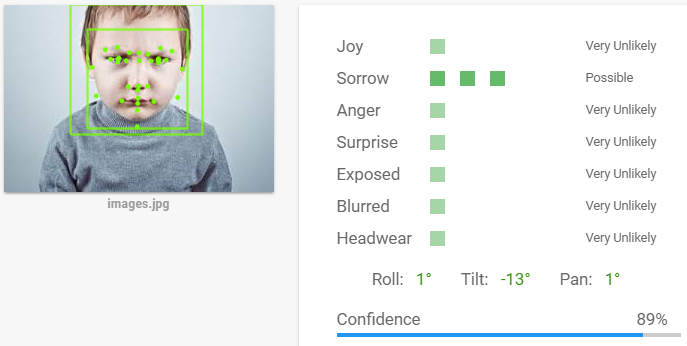 images.jpg
Joy Very Unlikely
Sorrow Possible
Anger Very Unlikely
Surprise Very Unlikely
Exposed Very Unlikely
Blurred Very Unlikely
Headwear Very Unlikely
Roll: 1° Tilt: -13° Pan: 1°
Confidence 89%